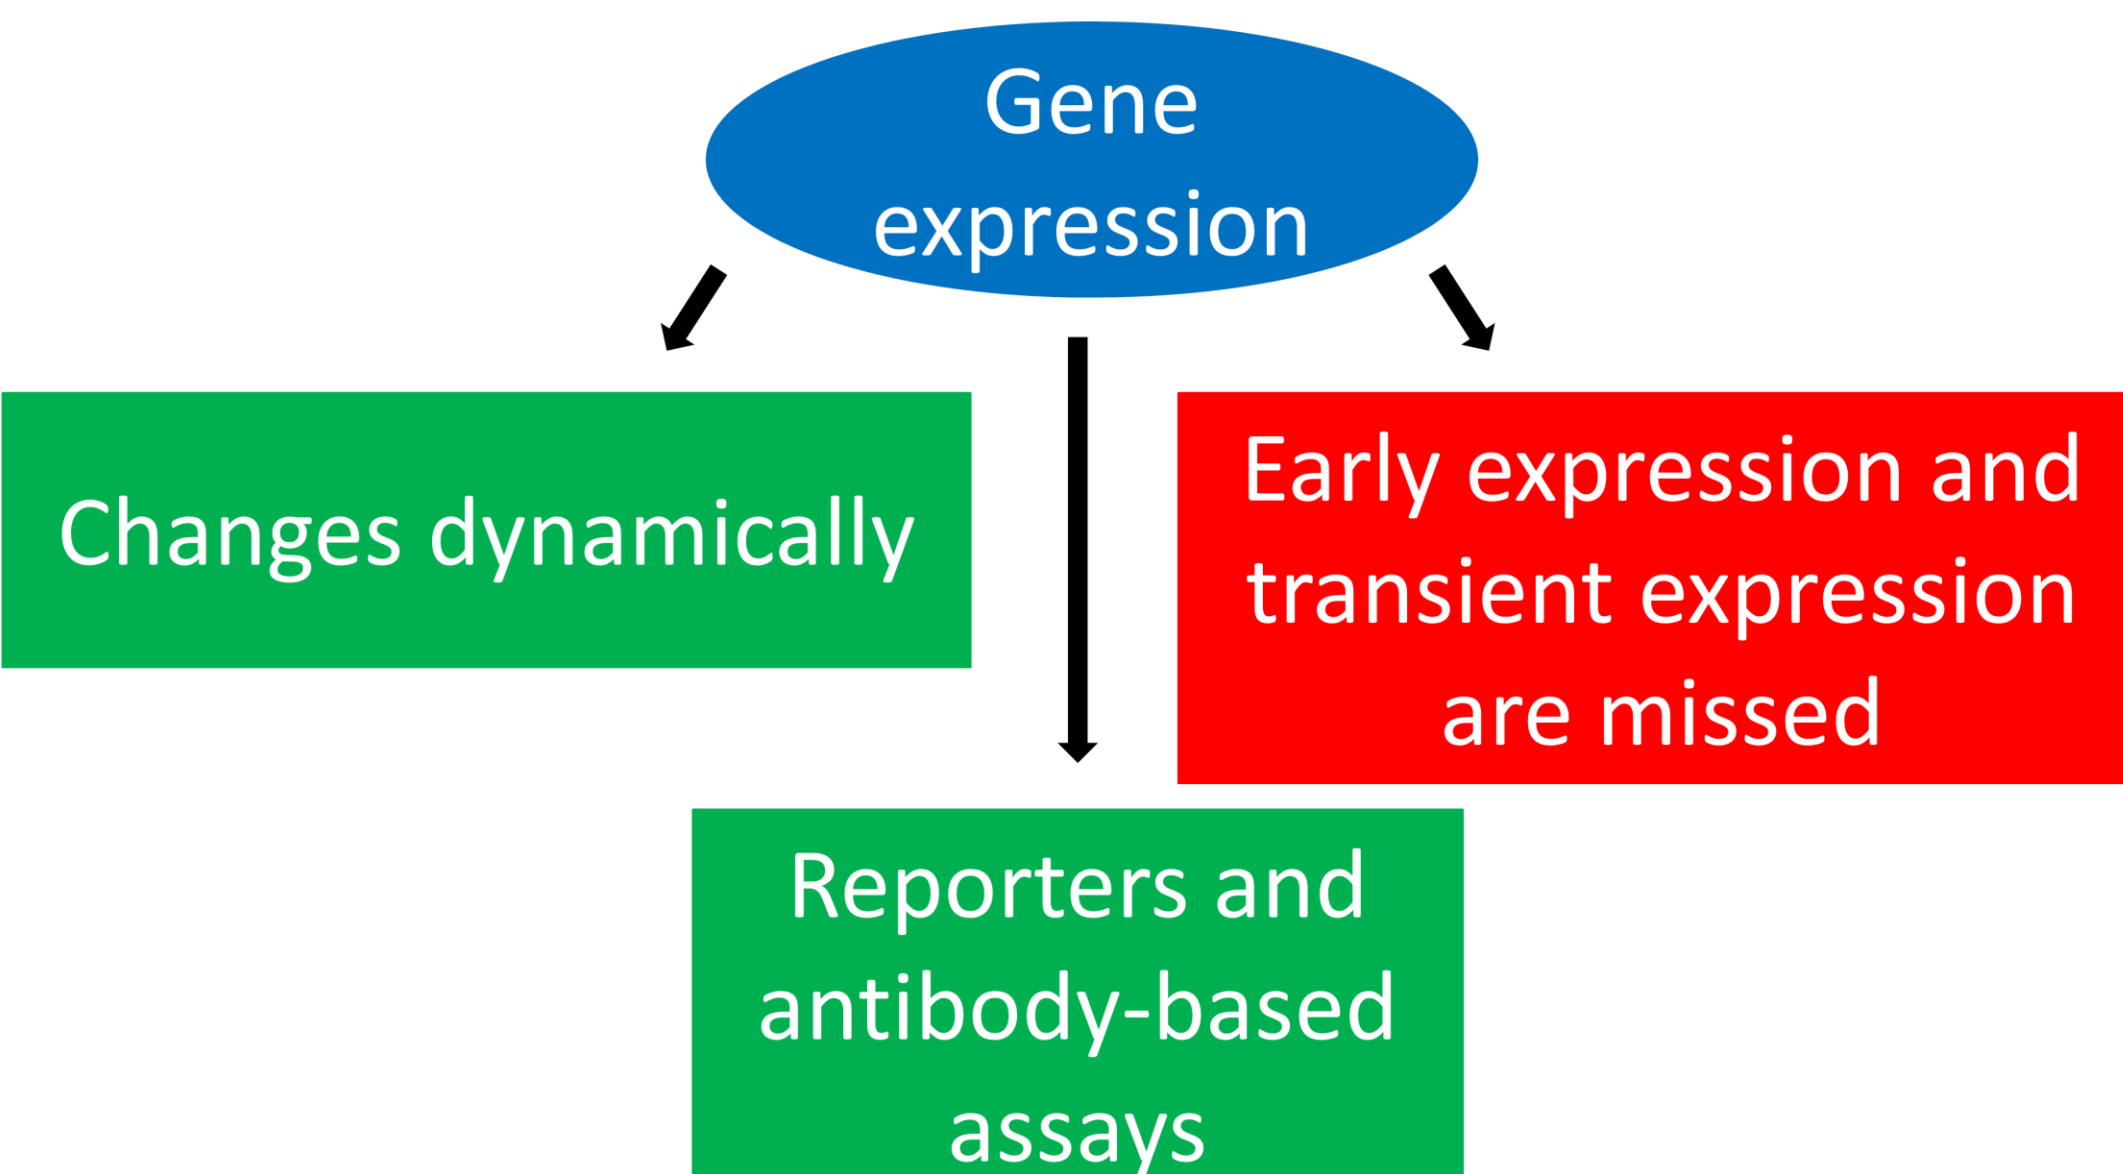 Gene
expression
Changes dynamically
Early expression and
transient expression
are missed
Reporters and
antibody-based
assays